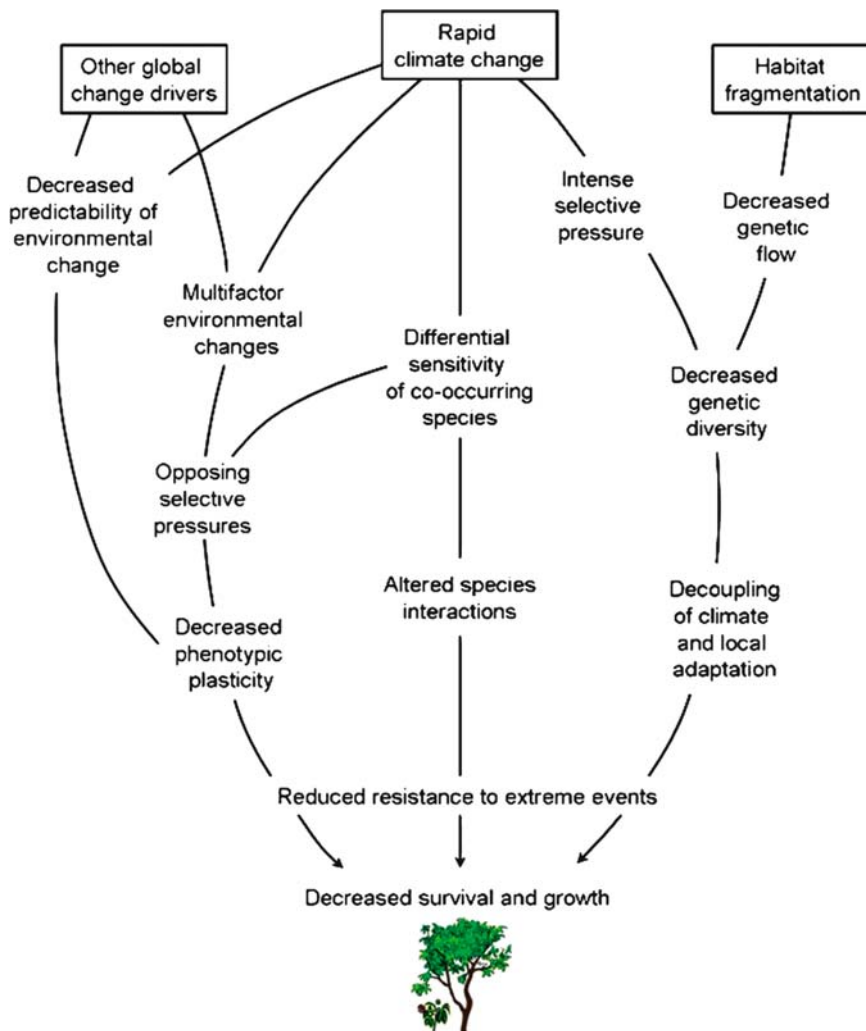 Other global
change drivers
Rapid
climate change
Habitat
fragmentation
Decreased
predictability of
environmental
change
Intense
selective
pressure
Decreased
genetic
flow
Multifactor
environmental
changes
Differential
sensitivity
of co-occurring
species
Decreased
genetic
diversity
Opposing
selective
pressures
Altered species
interactions
Decoupling
of climate
and local
adaptation
Decreased
phenotypic
plasticity
Reduced resistance to extreme events
Decreased survival and growth